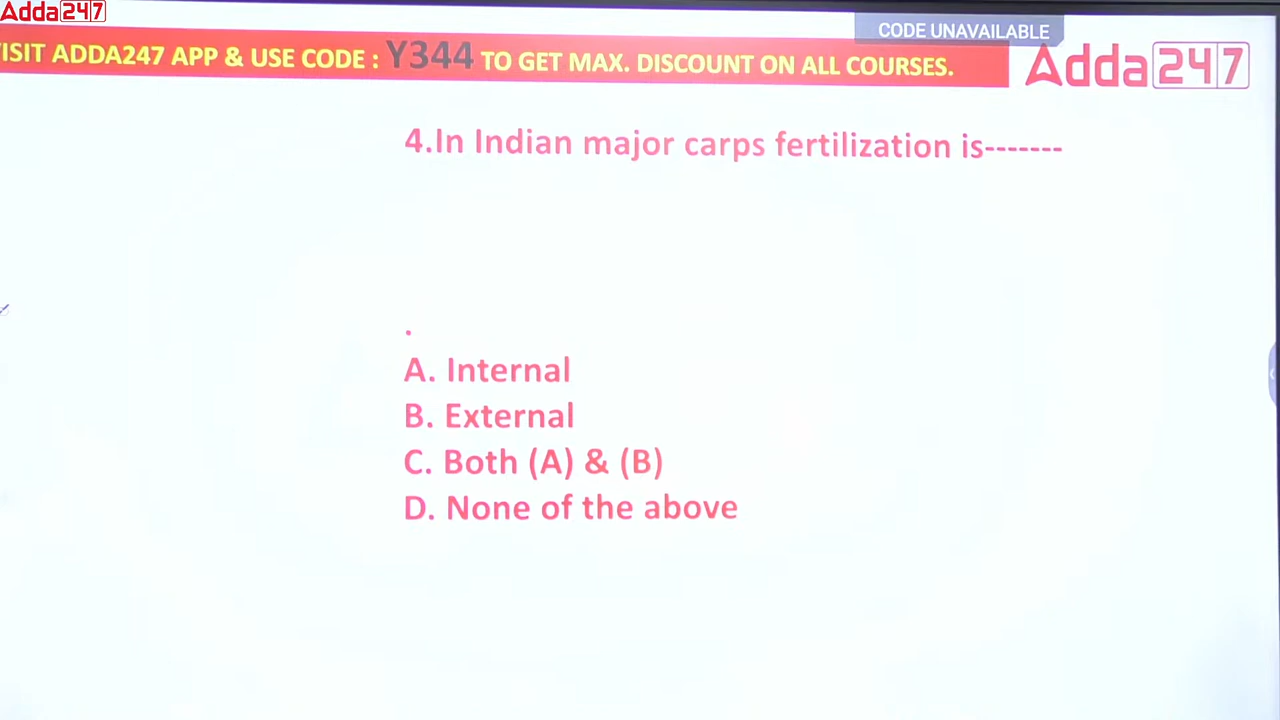 Adda247
CODE UNAVAILABLE
ISIT ADDA247 APP & USE CODE : Y344 TO GET MAX. DISCOUNT ON ALL COURSES.
Adda247
4.In Indian major carps fertilization is-------
.
A. Internal
B. External
C. Both (A) & (B)
D. None of the above